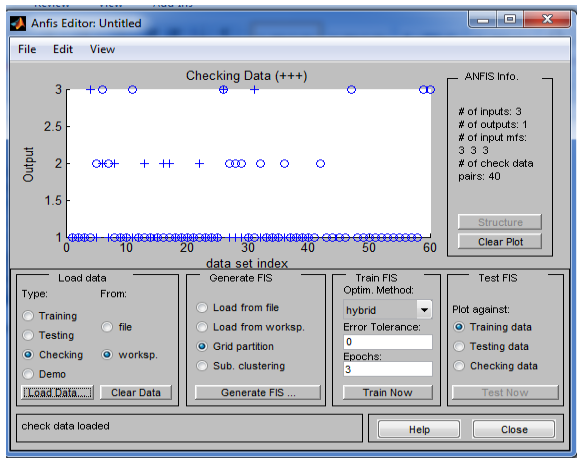 Anfis Editor: Untitled
File Edit View
Checking Data (+++)
3
2.5
2
1.5
1
Output
0 10 20 30 40 50 60
data set index
ANFIS Info.
# of inputs: 3
# of outputs: 1
# of input mfs:
3 3 3
# of check data
pairs: 40
Structure
Clear Plot
Load data
Type: From:
Training
Testing
Checking
Demo
file
worksp.
Load Data...
Clear Data
Generate FIS
Load from file
Load from worksp.
Grid partition
Sub. clustering
Generate FIS ...
Train FIS
Optim. Method:
hybrid
Error Tolerance:
0
Epochs:
3
Train Now
Test FIS
Plot against:
Training data
Testing data
Checking data
Test Now
check data loaded
Help
Close